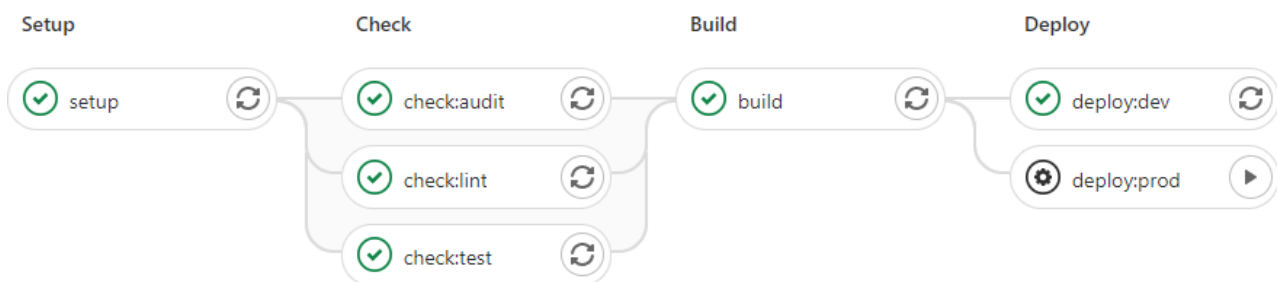 Setup
Check
Build
Deploy
setup
check:audit
build
deploy:dev
check:lint
deploy:prod
check:test